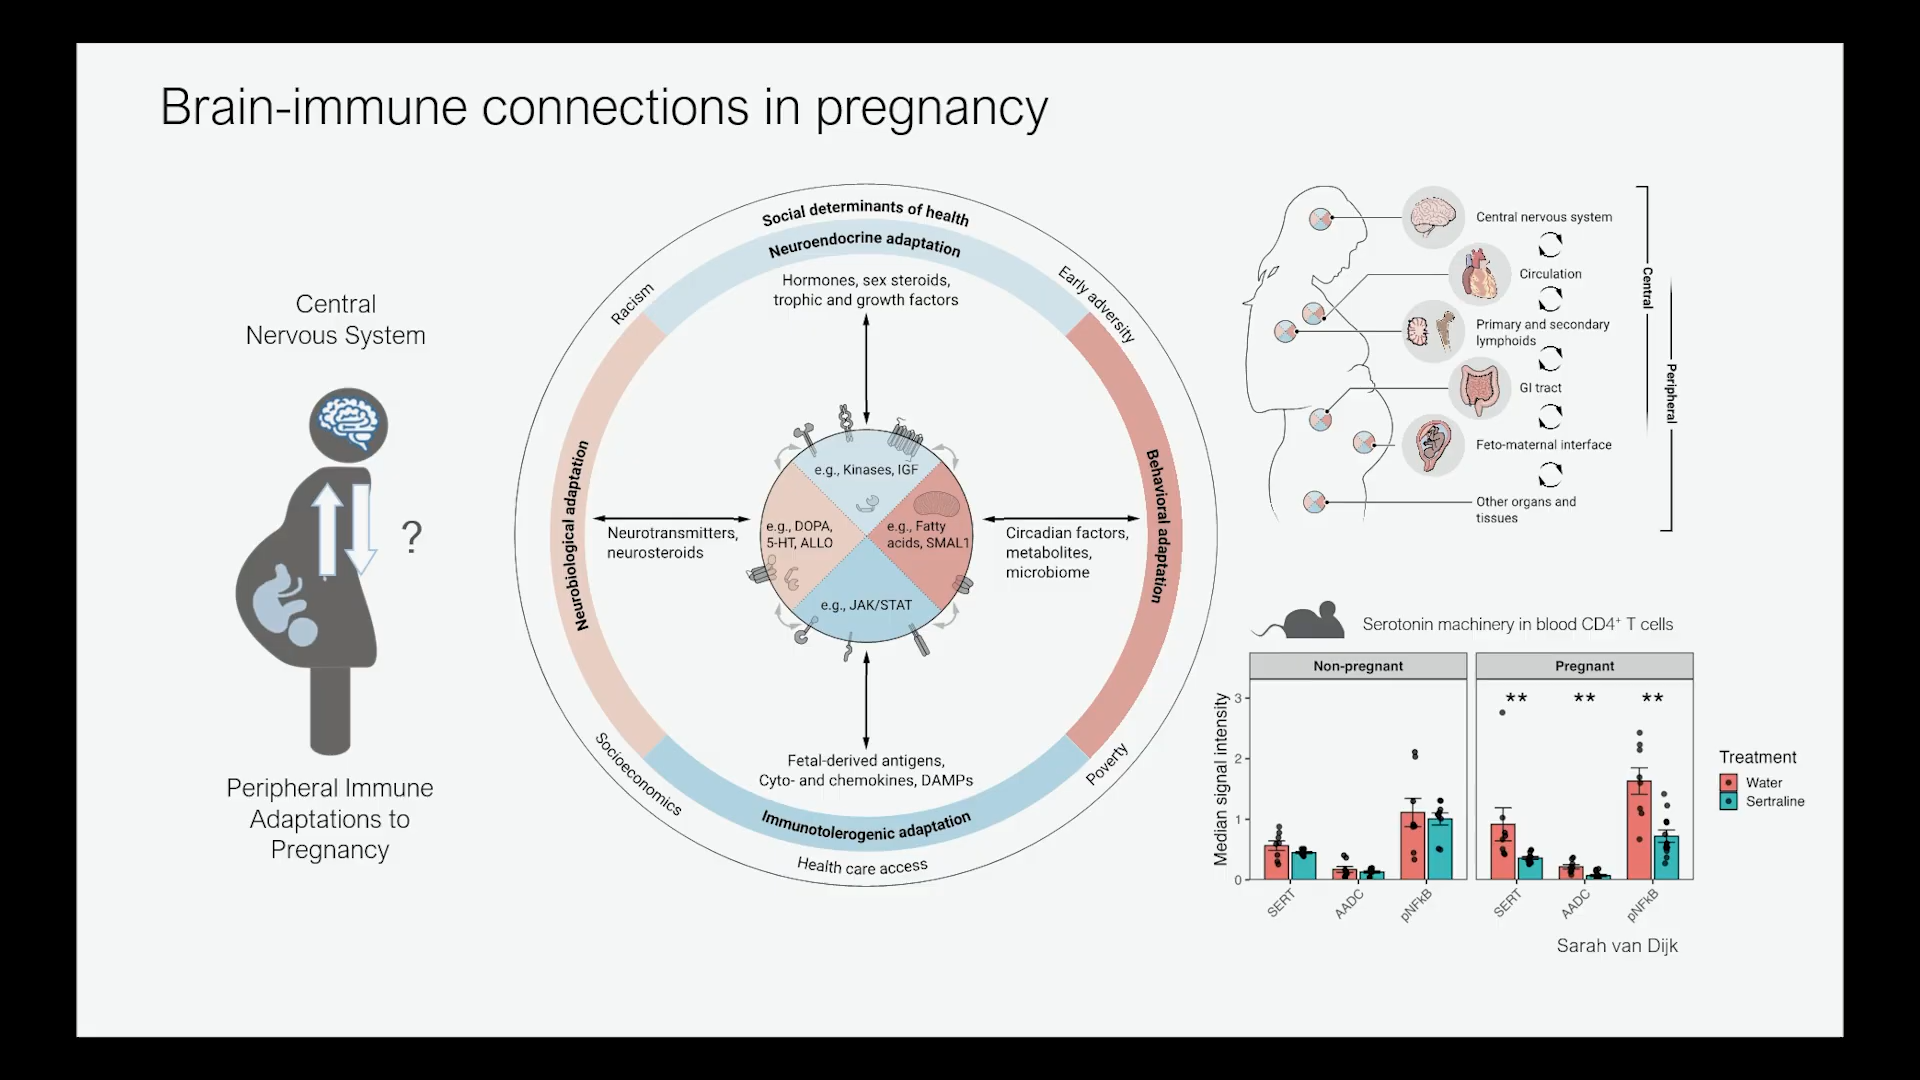 Brain-immune connections in pregnancy
Central
Nervous System
?
Peripheral Immune
Adaptations to
Pregnancy
Social determinants of health
Neuroendocrine adaptation
Hormones, sex steroids,
trophic and growth factors
Racism
Early adversity
Neurobiological adaptation
Neurotransmitters,
neurosteroids
e.g., Kinases, IGF
e.g., DOPA,
5-HT, ALLO
e.g., Fatty
acids, SMAL1
e.g., JAK/STAT
Circadian factors,
metabolites,
microbiome
Behavioral adaptation
Fetal-derived antigens,
Cyto- and chemokines, DAMPs
Immunotolerogenic adaptation
Socioeconomics
Poverty
Health care access
Central nervous system
Circulation
Primary and secondary
lymphoids
GI tract
Feto-maternal interface
Other organs and
tissues
Central
Peripheral
Serotonin machinery in blood CD4+ T cells
Non-pregnant
Pregnant
** ** **
Median signal intensity
3
2
1
0
SERT
AADC
pNFkB
SERT
AADC
pNFkB
Treatment
Water
Sertraline
Sarah van Dijk